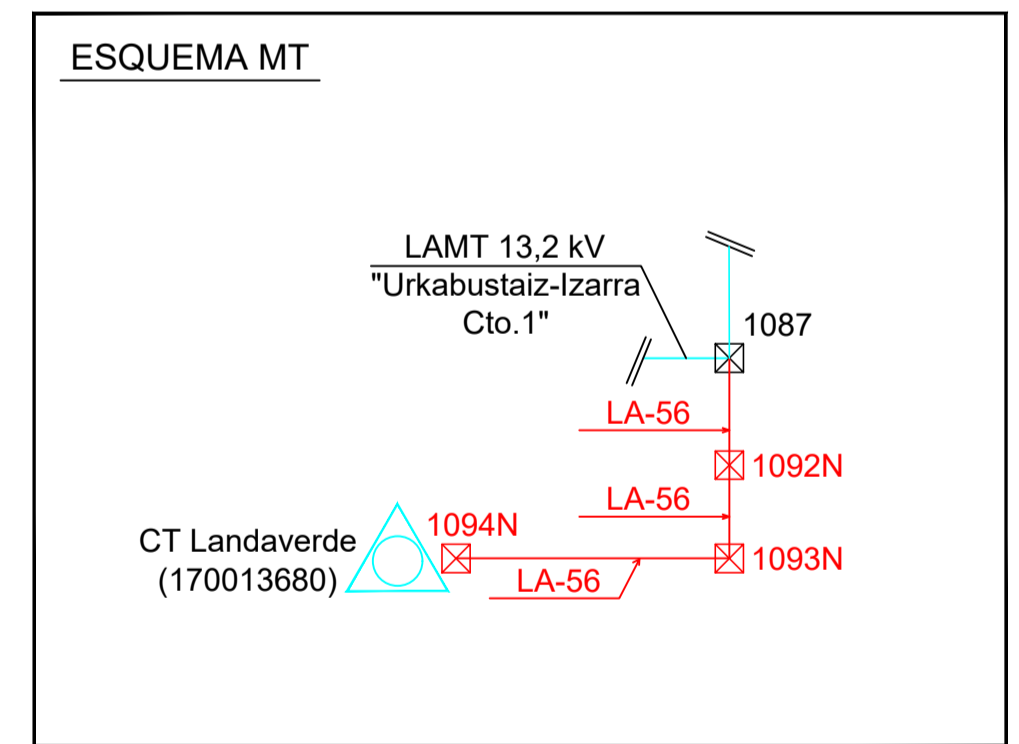 ESQUEMA MT
LAMT 13,2 kV
"Urkabustaiz-Izarra
Cto.1"
1087
LA-56
1092N
LA-56
1094N
CT Landaverde
(170013680)
1093N
LA-56